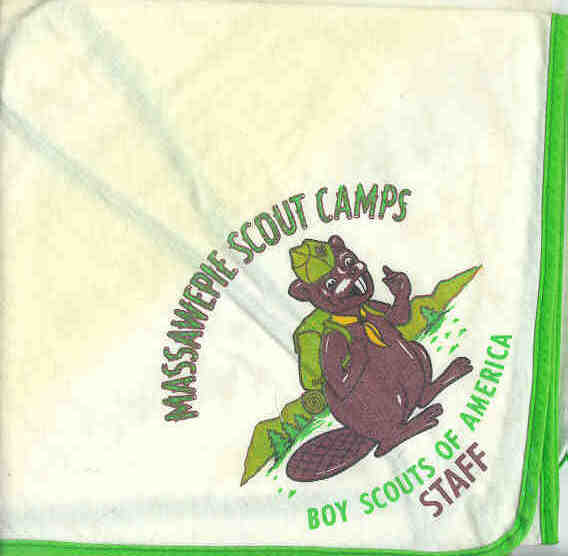 MASSAWEPIE SCOUT CAMPS
BOY SCOUTS OF AMERICA
STAFF